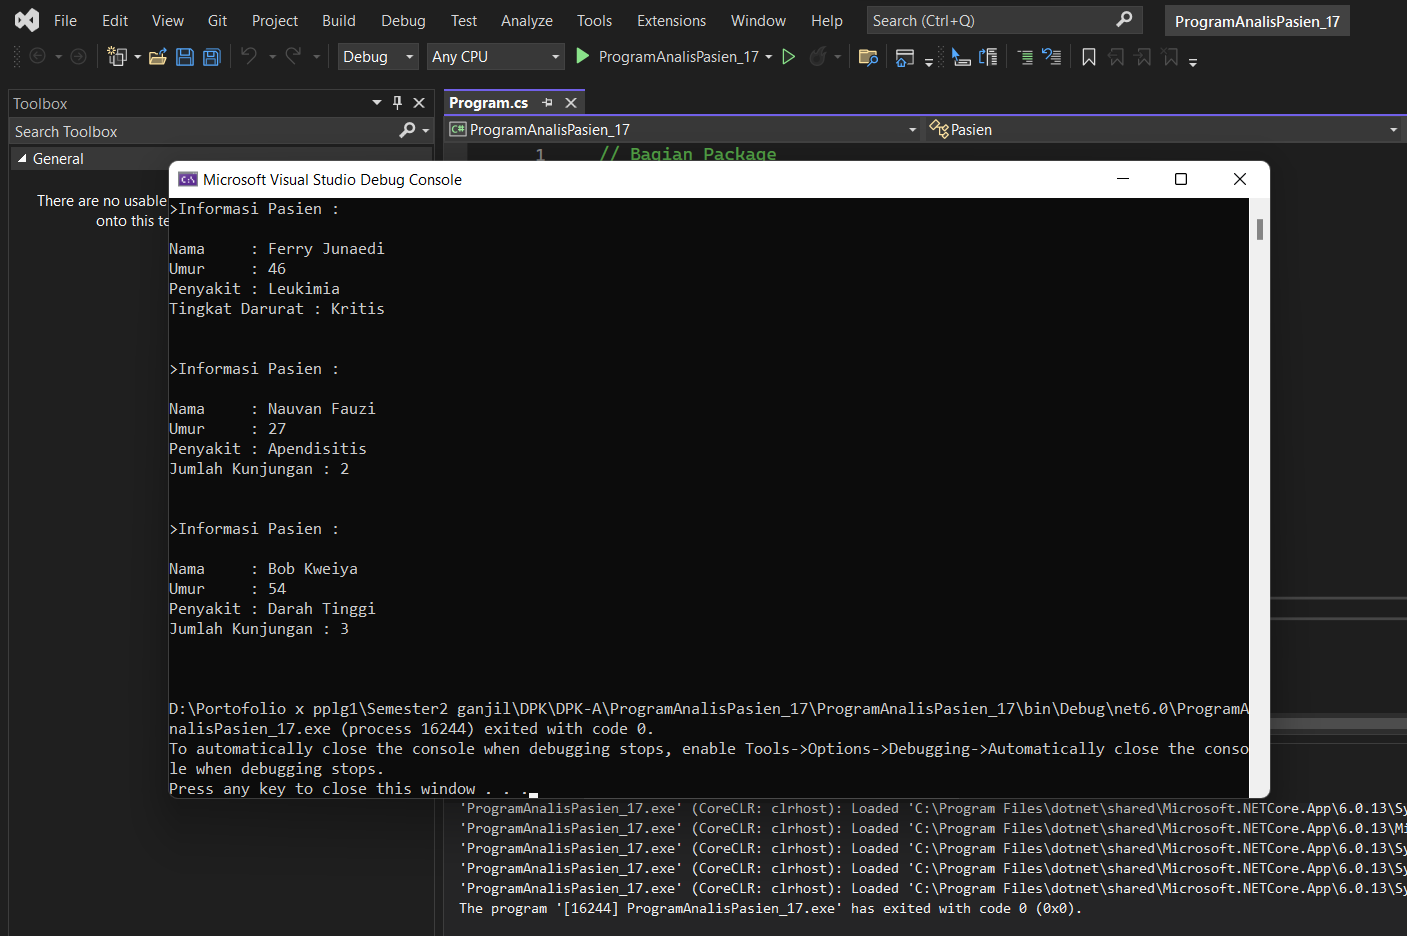 File Edit View Git Project Build Debug Test Analyze Tools Extensions Window Help Search (Ctrl+Q) ProgramAnalisPasien_17
Debug Any CPU ProgramAnalisPasien_17
Toolbox
Search Toolbox
General
There are no usable
onto this te
Program.cs
C# ProgramAnalisPasien_17 Pasien
1 // Bagian Package
C:\ Microsoft Visual Studio Debug Console
>Informasi Pasien :
Nama     : Ferry Junaedi
Umur     : 46
Penyakit : Leukimia
Tingkat Darurat : Kritis
>Informasi Pasien :
Nama     : Nauvan Fauzi
Umur     : 27
Penyakit : Apendisitis
Jumlah Kunjungan : 2
>Informasi Pasien :
Nama     : Bob Kweiya
Umur     : 54
Penyakit : Darah Tinggi
Jumlah Kunjungan : 3
D:\Portofolio x pplg1\Semester2 ganjil\DPK\DPK-A\ProgramAnalisPasien_17\ProgramAnalisPasien_17\bin\Debug\net6.0\ProgramA
nalisPasien_17.exe (process 16244) exited with code 0.
To automatically close the console when debugging stops, enable Tools->Options->Debugging->Automatically close the conso
le when debugging stops.
Press any key to close this window . . .
'ProgramAnalisPasien_17.exe' (CoreCLR: clrhost): Loaded 'C:\Program Files\dotnet\shared\Microsoft.NETCore.App\6.0.13\Sy
'ProgramAnalisPasien_17.exe' (CoreCLR: clrhost): Loaded 'C:\Program Files\dotnet\shared\Microsoft.NETCore.App\6.0.13\Mi
'ProgramAnalisPasien_17.exe' (CoreCLR: clrhost): Loaded 'C:\Program Files\dotnet\shared\Microsoft.NETCore.App\6.0.13\Sy
'ProgramAnalisPasien_17.exe' (CoreCLR: clrhost): Loaded 'C:\Program Files\dotnet\shared\Microsoft.NETCore.App\6.0.13\Sy
'ProgramAnalisPasien_17.exe' (CoreCLR: clrhost): Loaded 'C:\Program Files\dotnet\shared\Microsoft.NETCore.App\6.0.13\Sy
The program '[16244] ProgramAnalisPasien_17.exe' has exited with code 0 (0x0).